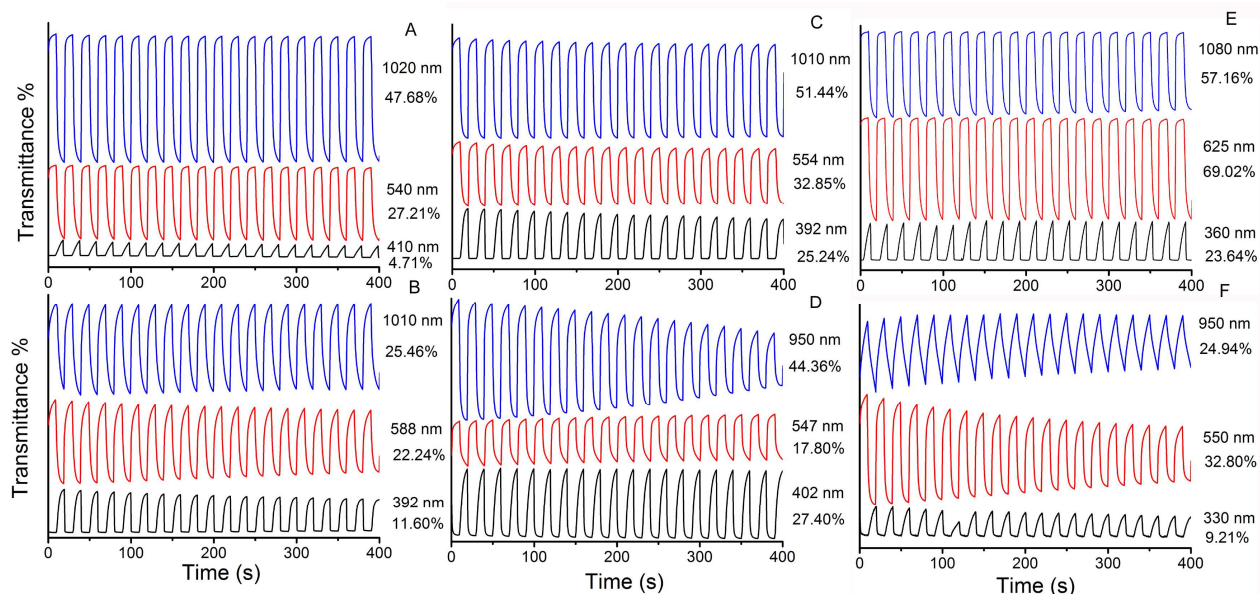 A
C
E
Transmittance %
1020 nm
47.68%
540 nm
27.21%
410 nm
4.71%
1010 nm
51.44%
554 nm
32.85%
392 nm
25.24%
1080 nm
57.16%
625 nm
69.02%
360 nm
23.64%
0 100 200 300 400
0 100 200 300 400
0 100 200 300 400
B
D
F
Transmittance %
1010 nm
25.46%
588 nm
22.24%
392 nm
11.60%
950 nm
44.36%
547 nm
17.80%
402 nm
27.40%
950 nm
24.94%
550 nm
32.80%
330 nm
9.21%
0 100 200 300 400
0 100 200 300 400
0 100 200 300 400
Time (s)
Time (s)
Time (s)